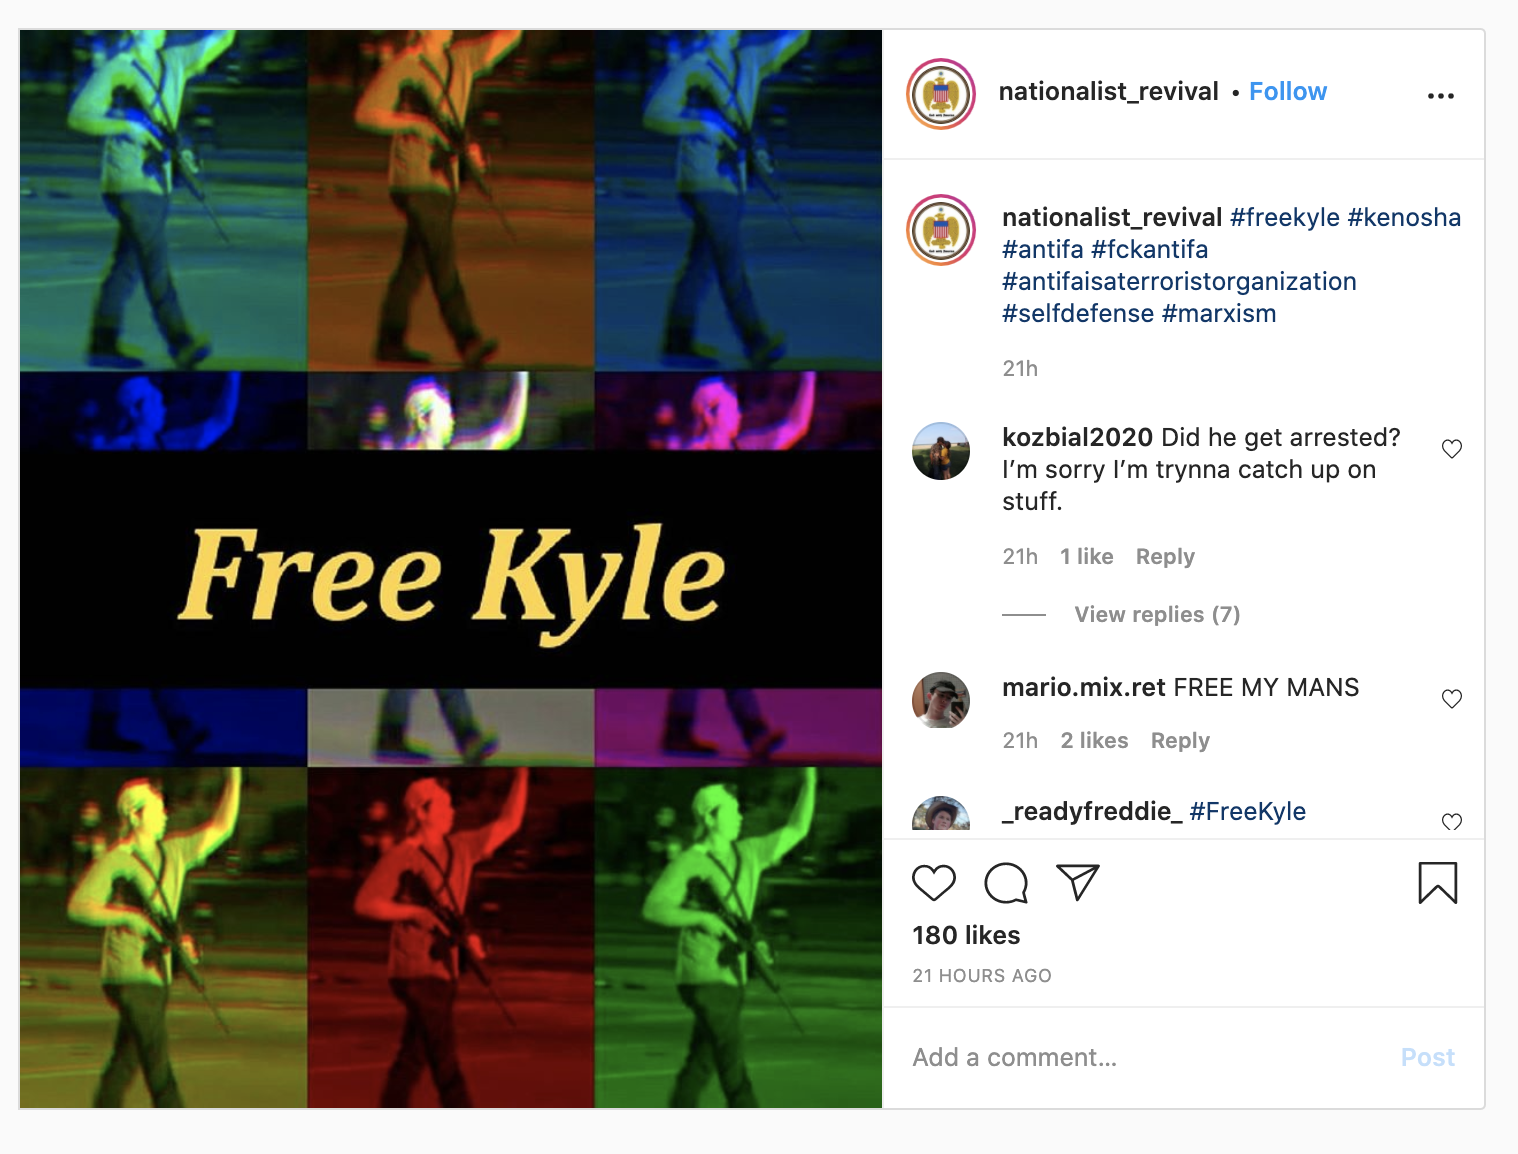 Free Kyle
nationalist_revival • Follow
nationalist_revival #freekyle #kenosha
#antifa #fckantifa
#antifaisaterroristorganization
#selfdefense #marxism
21h
kozbial2020 Did he get arrested?
I’m sorry I’m trynna catch up on
stuff.
21h 1 like Reply
View replies (7)
mario.mix.ret FREE MY MANS
21h 2 likes Reply
_readyfreddie_ #FreeKyle
180 likes
21 HOURS AGO
Add a comment...
Post